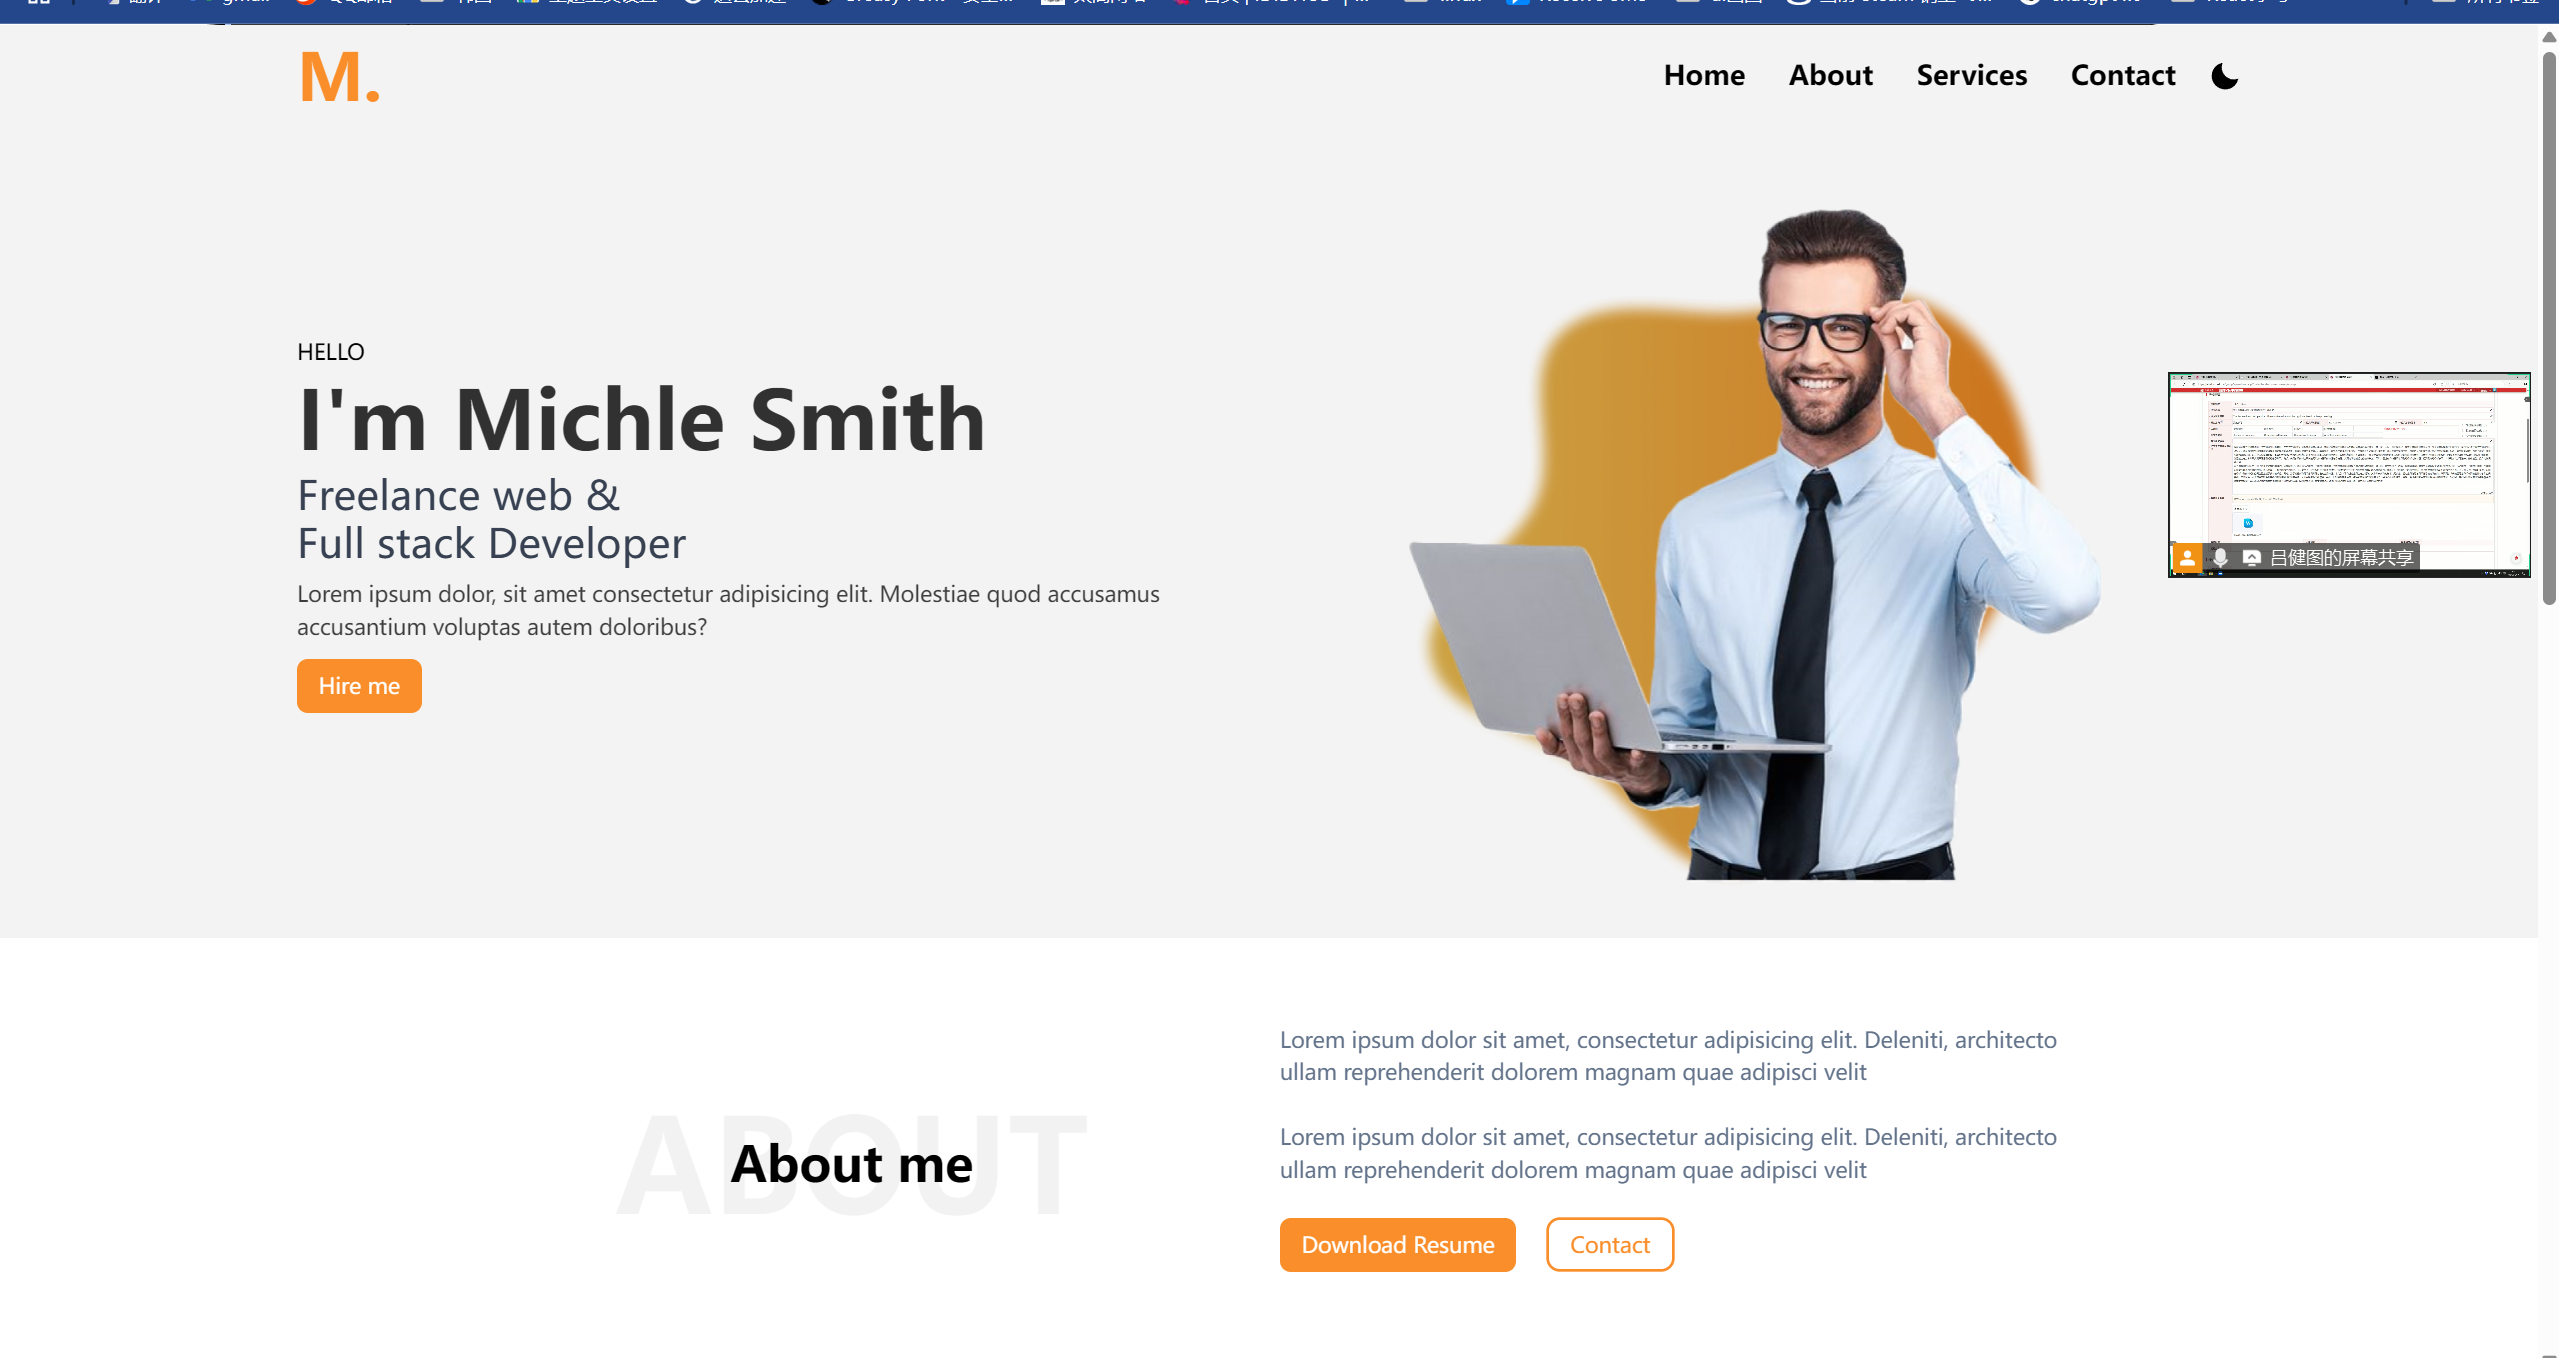 M.
Home
About
Services
Contact
HELLO
I'm Michle Smith
Freelance web &
Full stack Developer
Lorem ipsum dolor, sit amet consectetur adipisicing elit. Molestiae quod accusamus
accusantium voluptas autem doloribus?
Hire me
吕健图的屏幕共享
ABOUT
About me
Lorem ipsum dolor sit amet, consectetur adipisicing elit. Deleniti, architecto
ullam reprehenderit dolorem magnam quae adipisci velit
Lorem ipsum dolor sit amet, consectetur adipisicing elit. Deleniti, architecto
ullam reprehenderit dolorem magnam quae adipisci velit
Download Resume
Contact